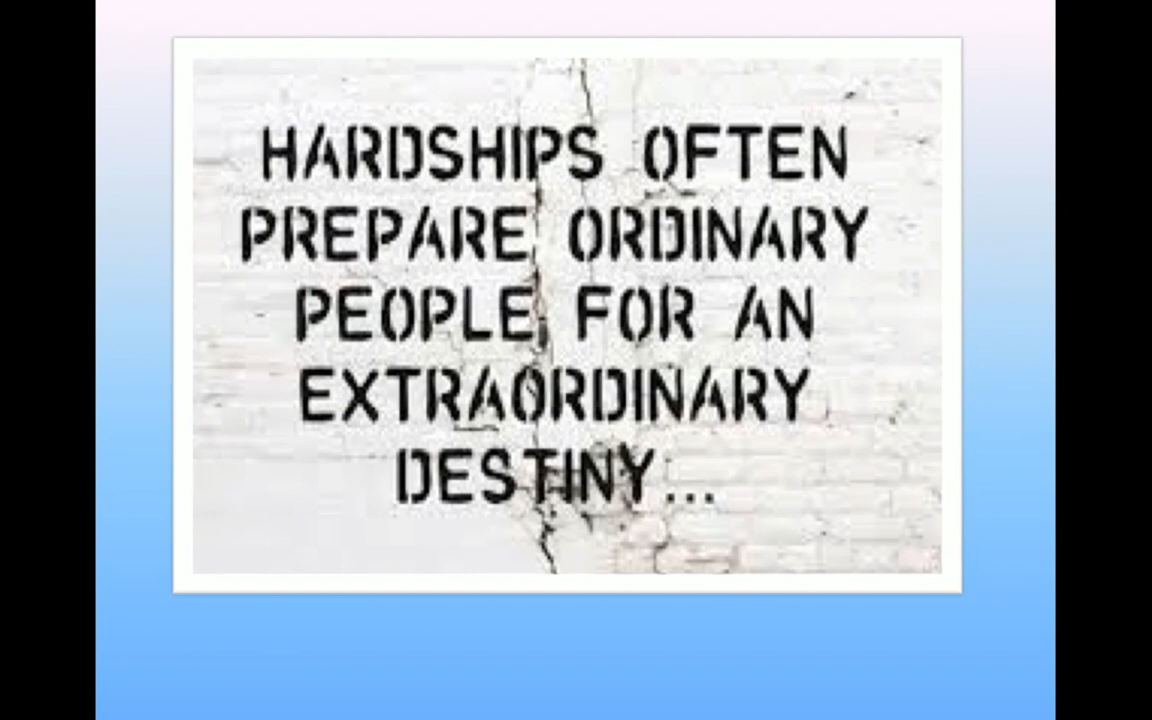 HARDSHIPS OFTEN
PREPARE ORDINARY
PEOPLE FOR AN
EXTRAORDINARY
DESTINY...